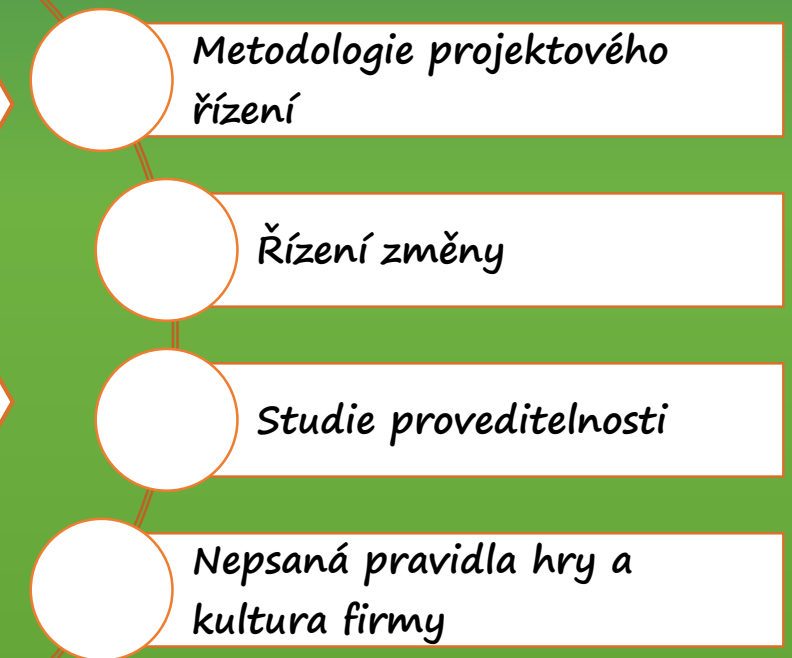 Metodologie projektového
řízení
Řízení změny
Studie proveditelnosti
Nepsaná pravidla hry a
kultura firmy